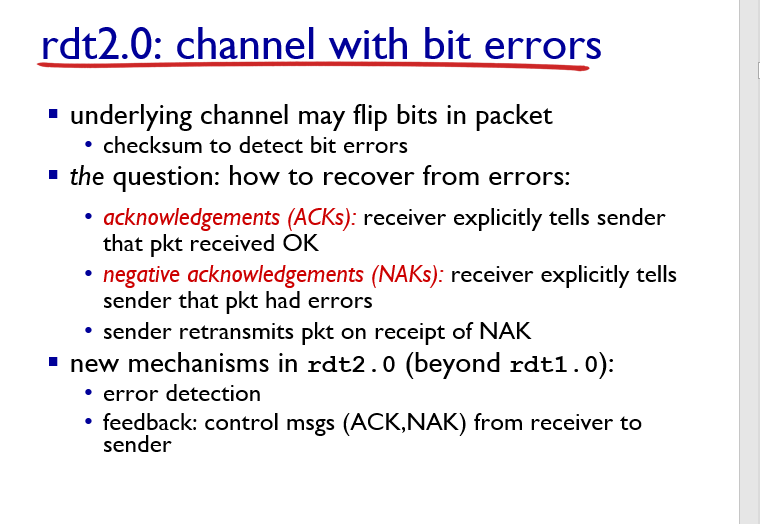 rdt2.0: channel with bit errors
▪ underlying channel may flip bits in packet
• checksum to detect bit errors
▪ the question: how to recover from errors:
• acknowledgements (ACKs): receiver explicitly tells sender
that pkt received OK
• negative acknowledgements (NAKs): receiver explicitly tells
sender that pkt had errors
• sender retransmits pkt on receipt of NAK
▪ new mechanisms in rdt2.0 (beyond rdt1.0):
• error detection
• feedback: control msgs (ACK,NAK) from receiver to
sender